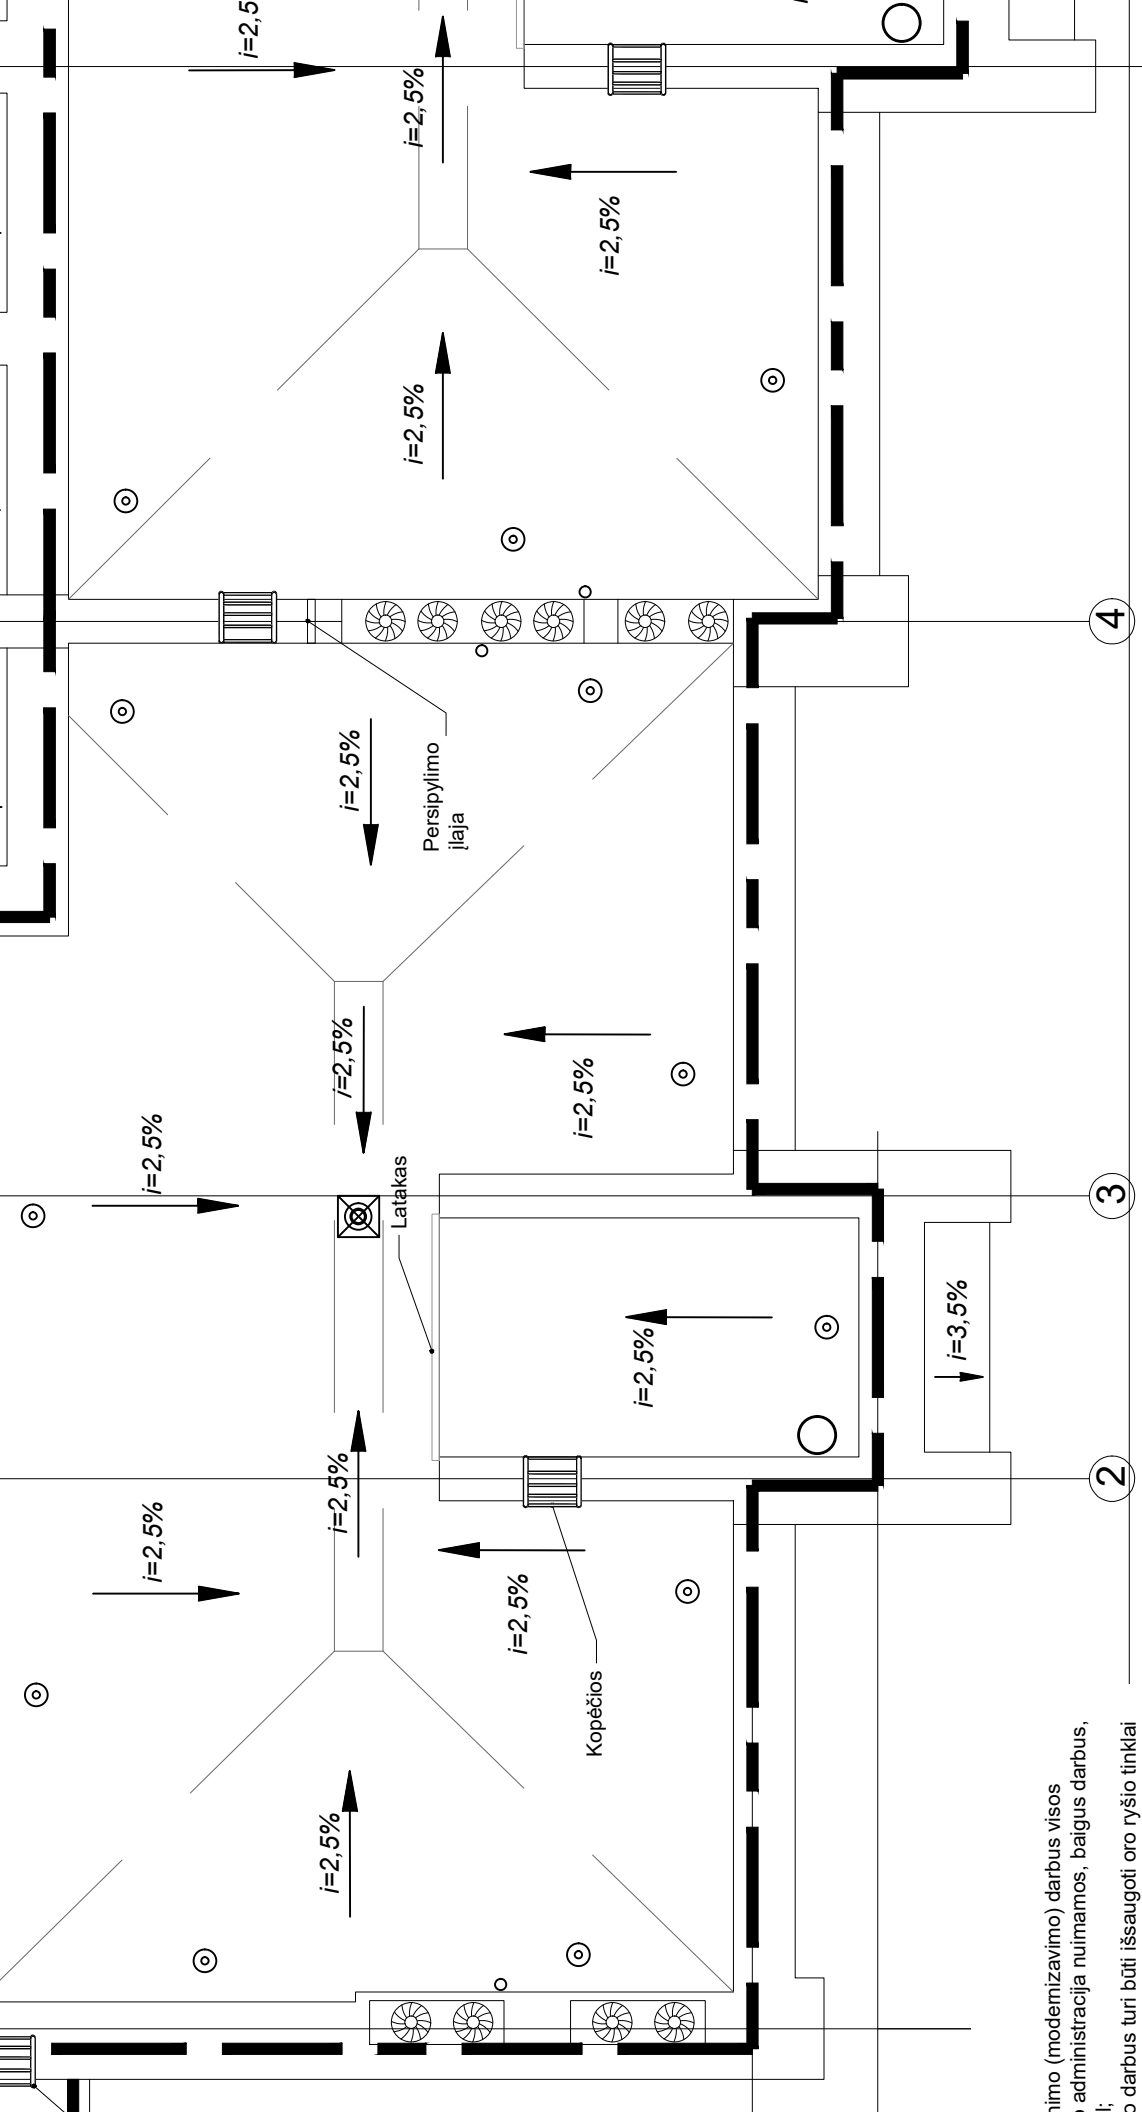 i=2,5
i=2,5%
i=2,5%
i=2,5%
4
i=2,5%
Persipylimo
įlaja
i=2,5%
i=2,5%
i=2,5%
Latakas
3
i=2,5%
i=3,5%
i=2,5%
i=2,5%
2
i=2,5%
Kopėčios
i=2,5%
(modernizavimo) darbus visos
administracija nuimamos, baigus darbus,
darbus turi būti išsaugoti oro ryšio tinklai